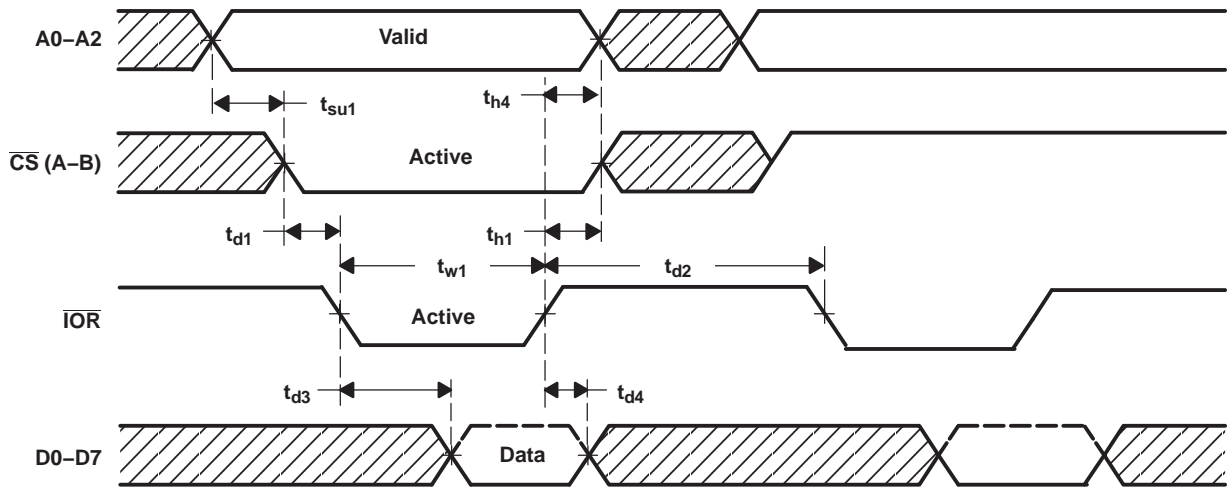 A0–A2
Valid
tsu1
th4
CS (A–B)
Active
td1
th1
tw1
td2
IOR
Active
td3
td4
D0–D7
Data